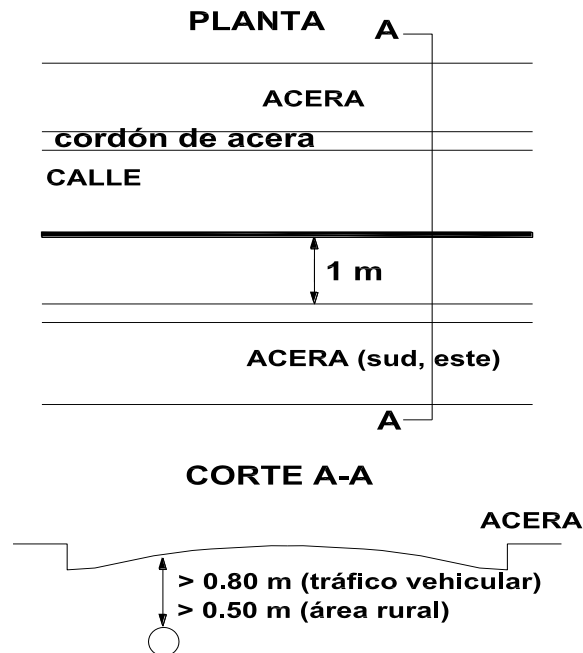 PLANTA
A
ACERA
cordón de acera
CALLE
1 m
ACERA (sud, este)
A
CORTE A-A
ACERA
> 0.80 m (tráfico vehicular)
> 0.50 m (área rural)